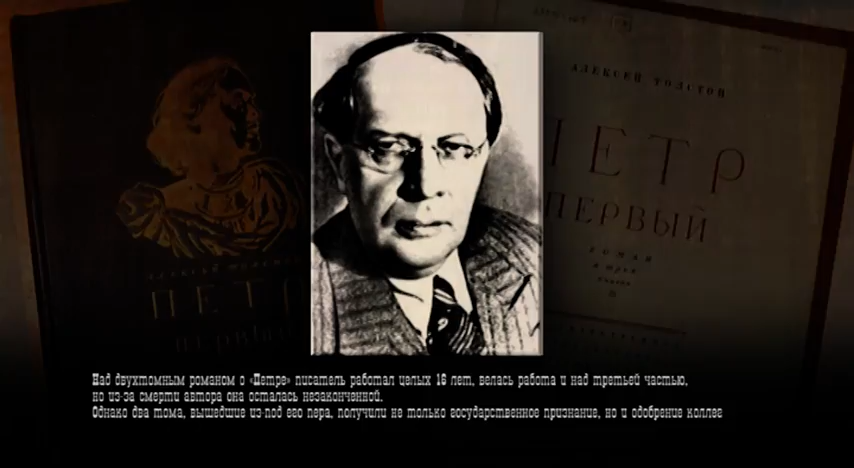 АЛЕКСЕЙ ТОЛСТОЙ
ПЕТР
ПЕРВЫЙ
роман
ПЕТР
Над двухтомным романом о «Петре» писатель работал целых 16 лет, велась работа и над третьей частью,
но из-за смерти автора она осталась незаконченной.
Однако два тома, вышедшие из-под его пера, получили не только государственное признание, но и одобрение коллег